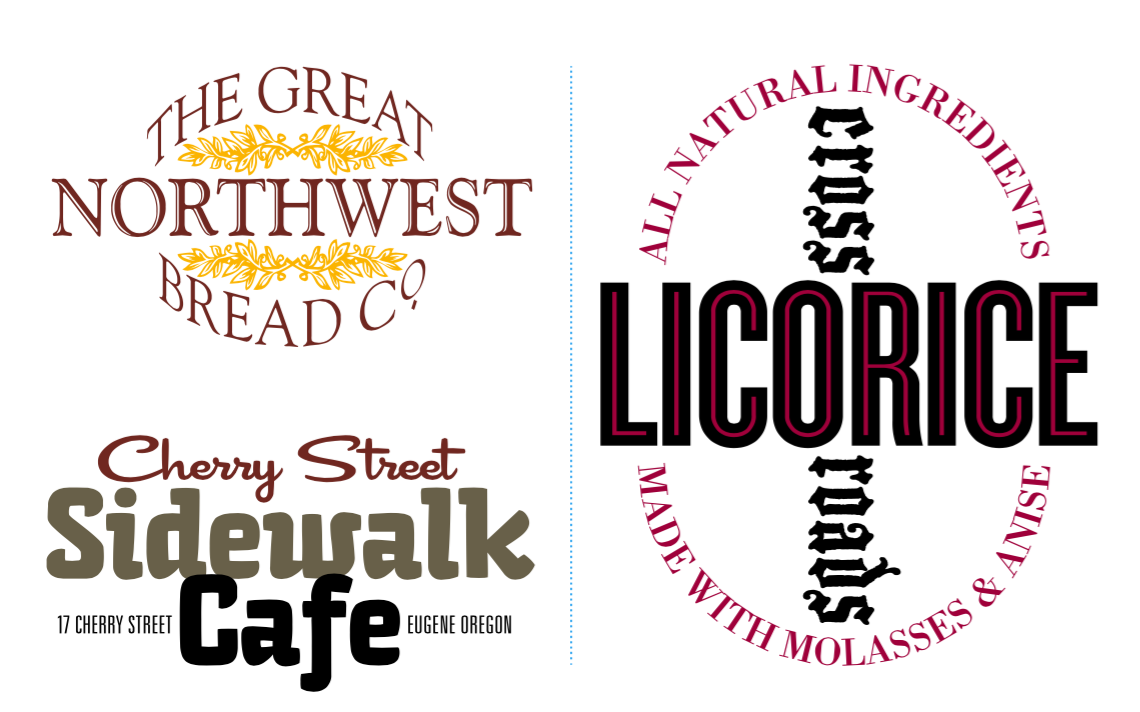 THE GREAT
NORTHWEST
BREAD CO.
Cherry Street
Sidewalk
Cafe
17 CHERRY STREET
EUGENE OREGON
ALL NATURAL INGREDIENTS
cross
LICORICE
roads
MADE WITH MOLASSES & ANISE